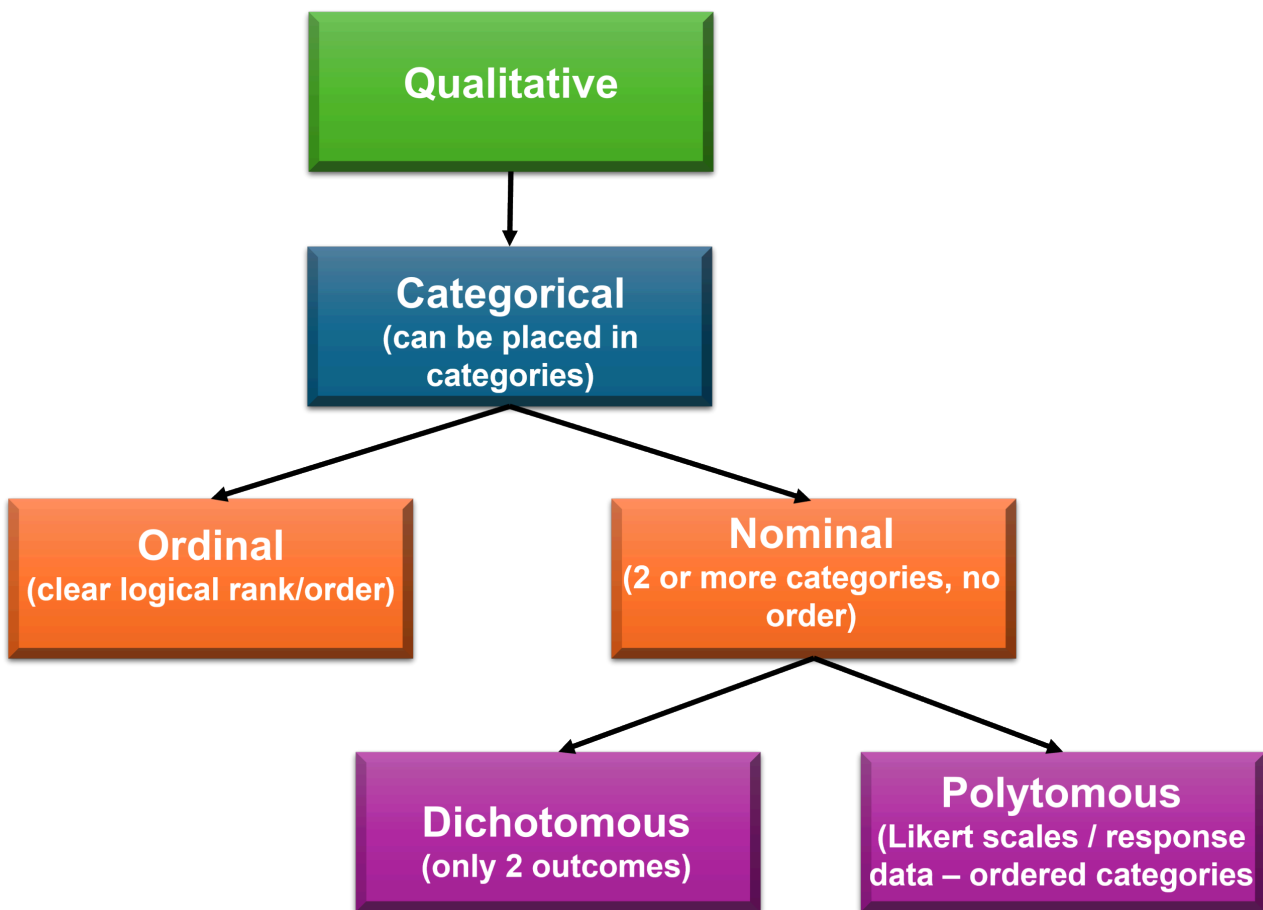 Qualitative
Categorical
(can be placed in
categories)
Ordinal
(clear logical rank/order)
Nominal
(2 or more categories, no
order)
Dichotomous
(only 2 outcomes)
Polytomous
(Likert scales / response
data – ordered categories